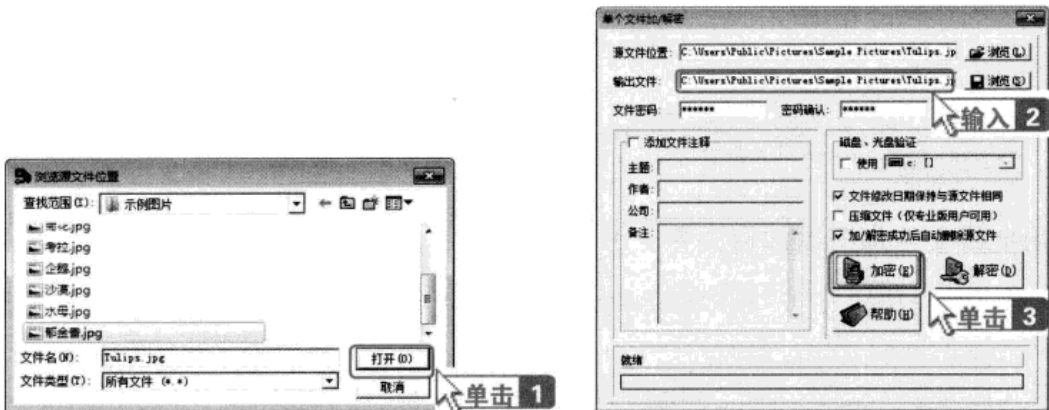 浏览源文件位置
查找范围(I): 示例图片
考拉.jpg
企鹅.jpg
沙漠.jpg
水母.jpg
郁金香.jpg
文件名(N): Tulips.jpg
打开(O)
文件类型(T): 所有文件 (*.*)
取消
单击 1
单个文件加/解密
源文件位置: C:\Users\Public\Pictures\Sample Pictures\Tulips.jp 浏览(L)
输出文件: C:\Users\Public\Pictures\Sample Pictures\Tulips.jp 浏览(S)
文件密码: ****** 密码确认: ******
输入 2
添加文件注释
主题:
作者:
公司:
备注:
磁盘、光盘验证
使用 c: []
文件修改日期保持与源文件相同
压缩文件(仅专业版用户可用)
加/解密成功后自动删除源文件
加密(E) 解密(D)
帮助(H)
单击 3
就绪